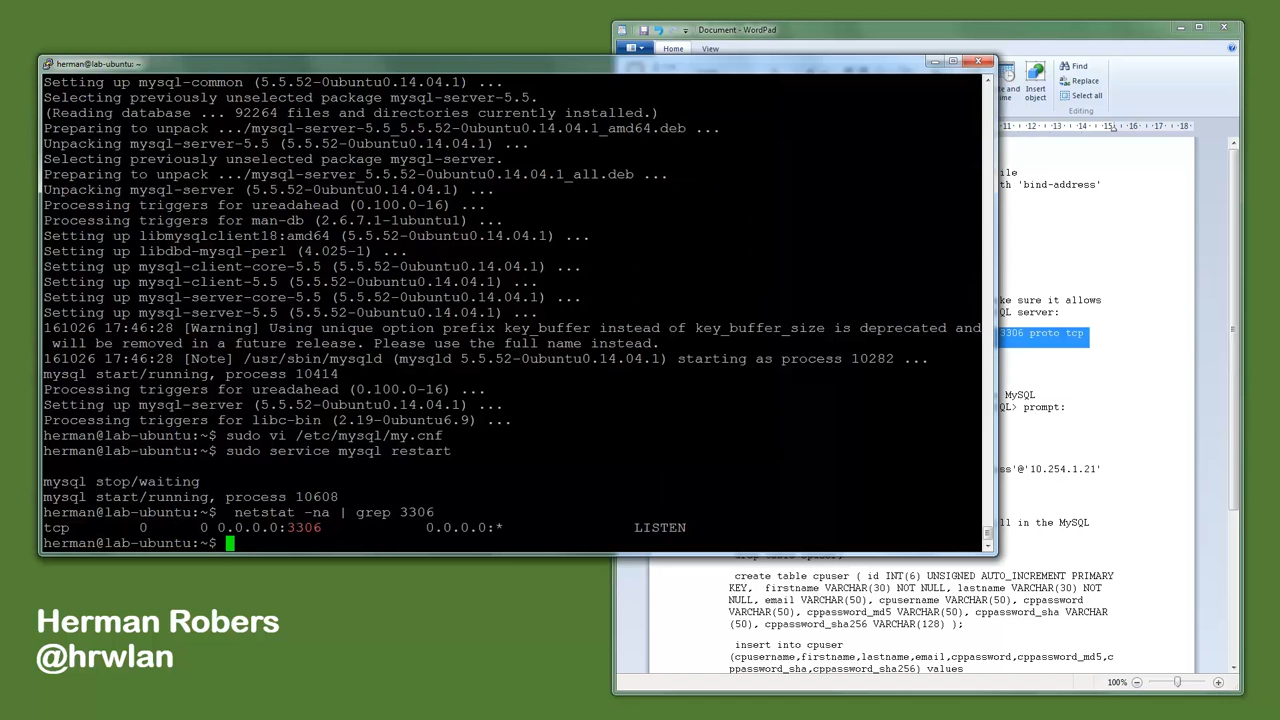 Document - WordPad
Home
View
herman@lab-ubuntu: ~
Setting up mysql-common (5.5.52-0ubuntu0.14.04.1) ...
Selecting previously unselected package mysql-server-5.5.
(Reading database ... 92264 files and directories currently installed.)
Preparing to unpack .../mysql-server-5.5_5.5.52-0ubuntu0.14.04.1_amd64.deb ...
Unpacking mysql-server-5.5 (5.5.52-0ubuntu0.14.04.1) ...
Selecting previously unselected package mysql-server.
Preparing to unpack .../mysql-server_5.5.52-0ubuntu0.14.04.1_all.deb ...
Unpacking mysql-server (5.5.52-0ubuntu0.14.04.1) ...
Processing triggers for ureadahead (0.100.0-16) ...
Processing triggers for man-db (2.6.7.1-1ubuntu1) ...
Setting up libmysqlclient18:amd64 (5.5.52-0ubuntu0.14.04.1) ...
Setting up libdbd-mysql-perl (4.025-1) ...
Setting up mysql-client-core-5.5 (5.5.52-0ubuntu0.14.04.1) ...
Setting up mysql-client-5.5 (5.5.52-0ubuntu0.14.04.1) ...
Setting up mysql-server-core-5.5 (5.5.52-0ubuntu0.14.04.1) ...
Setting up mysql-server-5.5 (5.5.52-0ubuntu0.14.04.1) ...
161026 17:46:28 [Warning] Using unique option prefix key_buffer instead of key_buffer_size is deprecated and
will be removed in a future release. Please use the full name instead.
161026 17:46:28 [Note] /usr/sbin/mysqld (mysqld 5.5.52-0ubuntu0.14.04.1) starting as process 10282 ...
mysql start/running, process 10414
Processing triggers for ureadahead (0.100.0-16) ...
Setting up mysql-server (5.5.52-0ubuntu0.14.04.1) ...
Processing triggers for libc-bin (2.19-0ubuntu6.9) ...
herman@lab-ubuntu:~$ sudo vi /etc/mysql/my.cnf
herman@lab-ubuntu:~$ sudo service mysql restart
mysql stop/waiting
mysql start/running, process 10608
herman@lab-ubuntu:~$  netstat -na | grep 3306
tcp 0 0 0.0.0.0:3306 0.0.0.0:* LISTEN
herman@lab-ubuntu:~$
Find
Replace
Select all
Insert
object
Editing
11 12 13 14 15 16 17 18
'bind-address'
sure it allows
server:
3306 proto tcp
MySQL
prompt:
'@'10.254.1.21'
in the MySQL
create table cpuser ( id INT(6) UNSIGNED AUTO_INCREMENT PRIMARY
KEY, firstname VARCHAR(30) NOT NULL, lastname VARCHAR(30) NOT
NULL, email VARCHAR(50), cpusername VARCHAR(50), cppassword
VARCHAR(50), cppassword_md5 VARCHAR(50), cppassword_sha VARCHAR
(50), cppassword_sha256 VARCHAR(128) );
insert into cpuser
(cpusername,firstname,lastname,email,cppassword,cppassword_md5,c
ppassword_sha,cppassword_sha256) values
100%
Herman Robers
@hrwlan